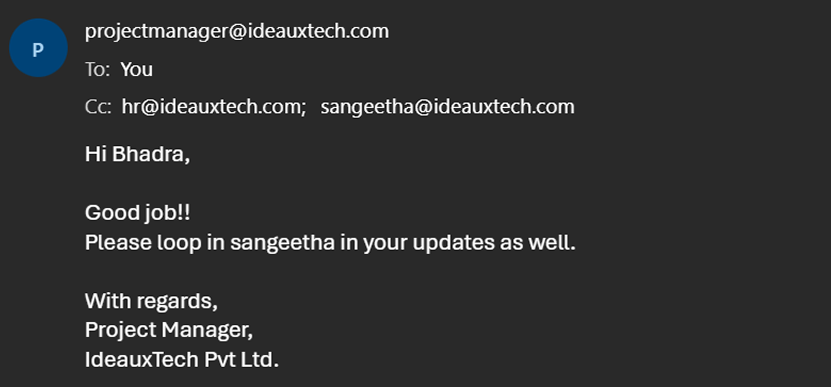 projectmanager@ideauxtech.com
P
To: You
Cc: hr@ideauxtech.com; sangeetha@ideauxtech.com
Hi Bhadra,
Good job!!
Please loop in sangeetha in your updates as well.
With regards,
Project Manager,
IdeauxTech Pvt Ltd.